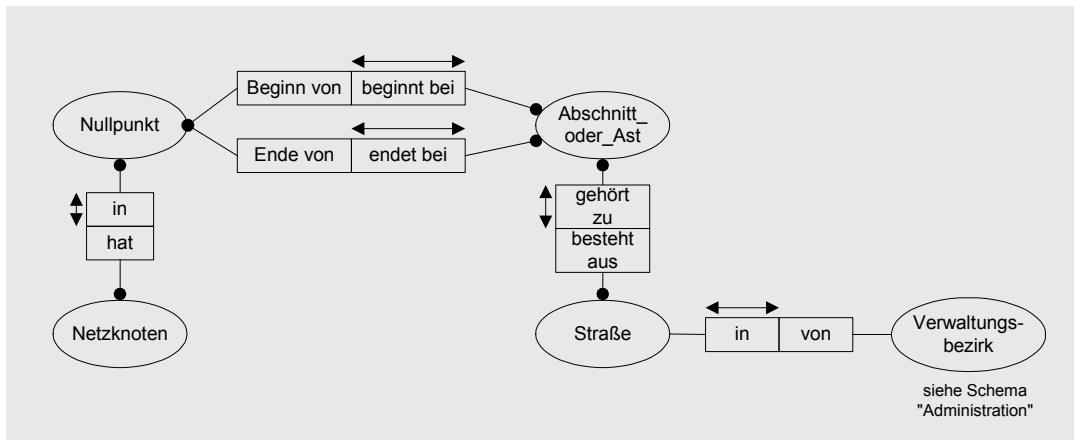 Beginn von beginnt bei
Nullpunkt
Abschnitt_
oder_Ast
Ende von endet bei
in
hat
gehört
zu
besteht
aus
Netzknoten
Straße
in von
Verwaltungs-
bezirk
siehe Schema
"Administration"